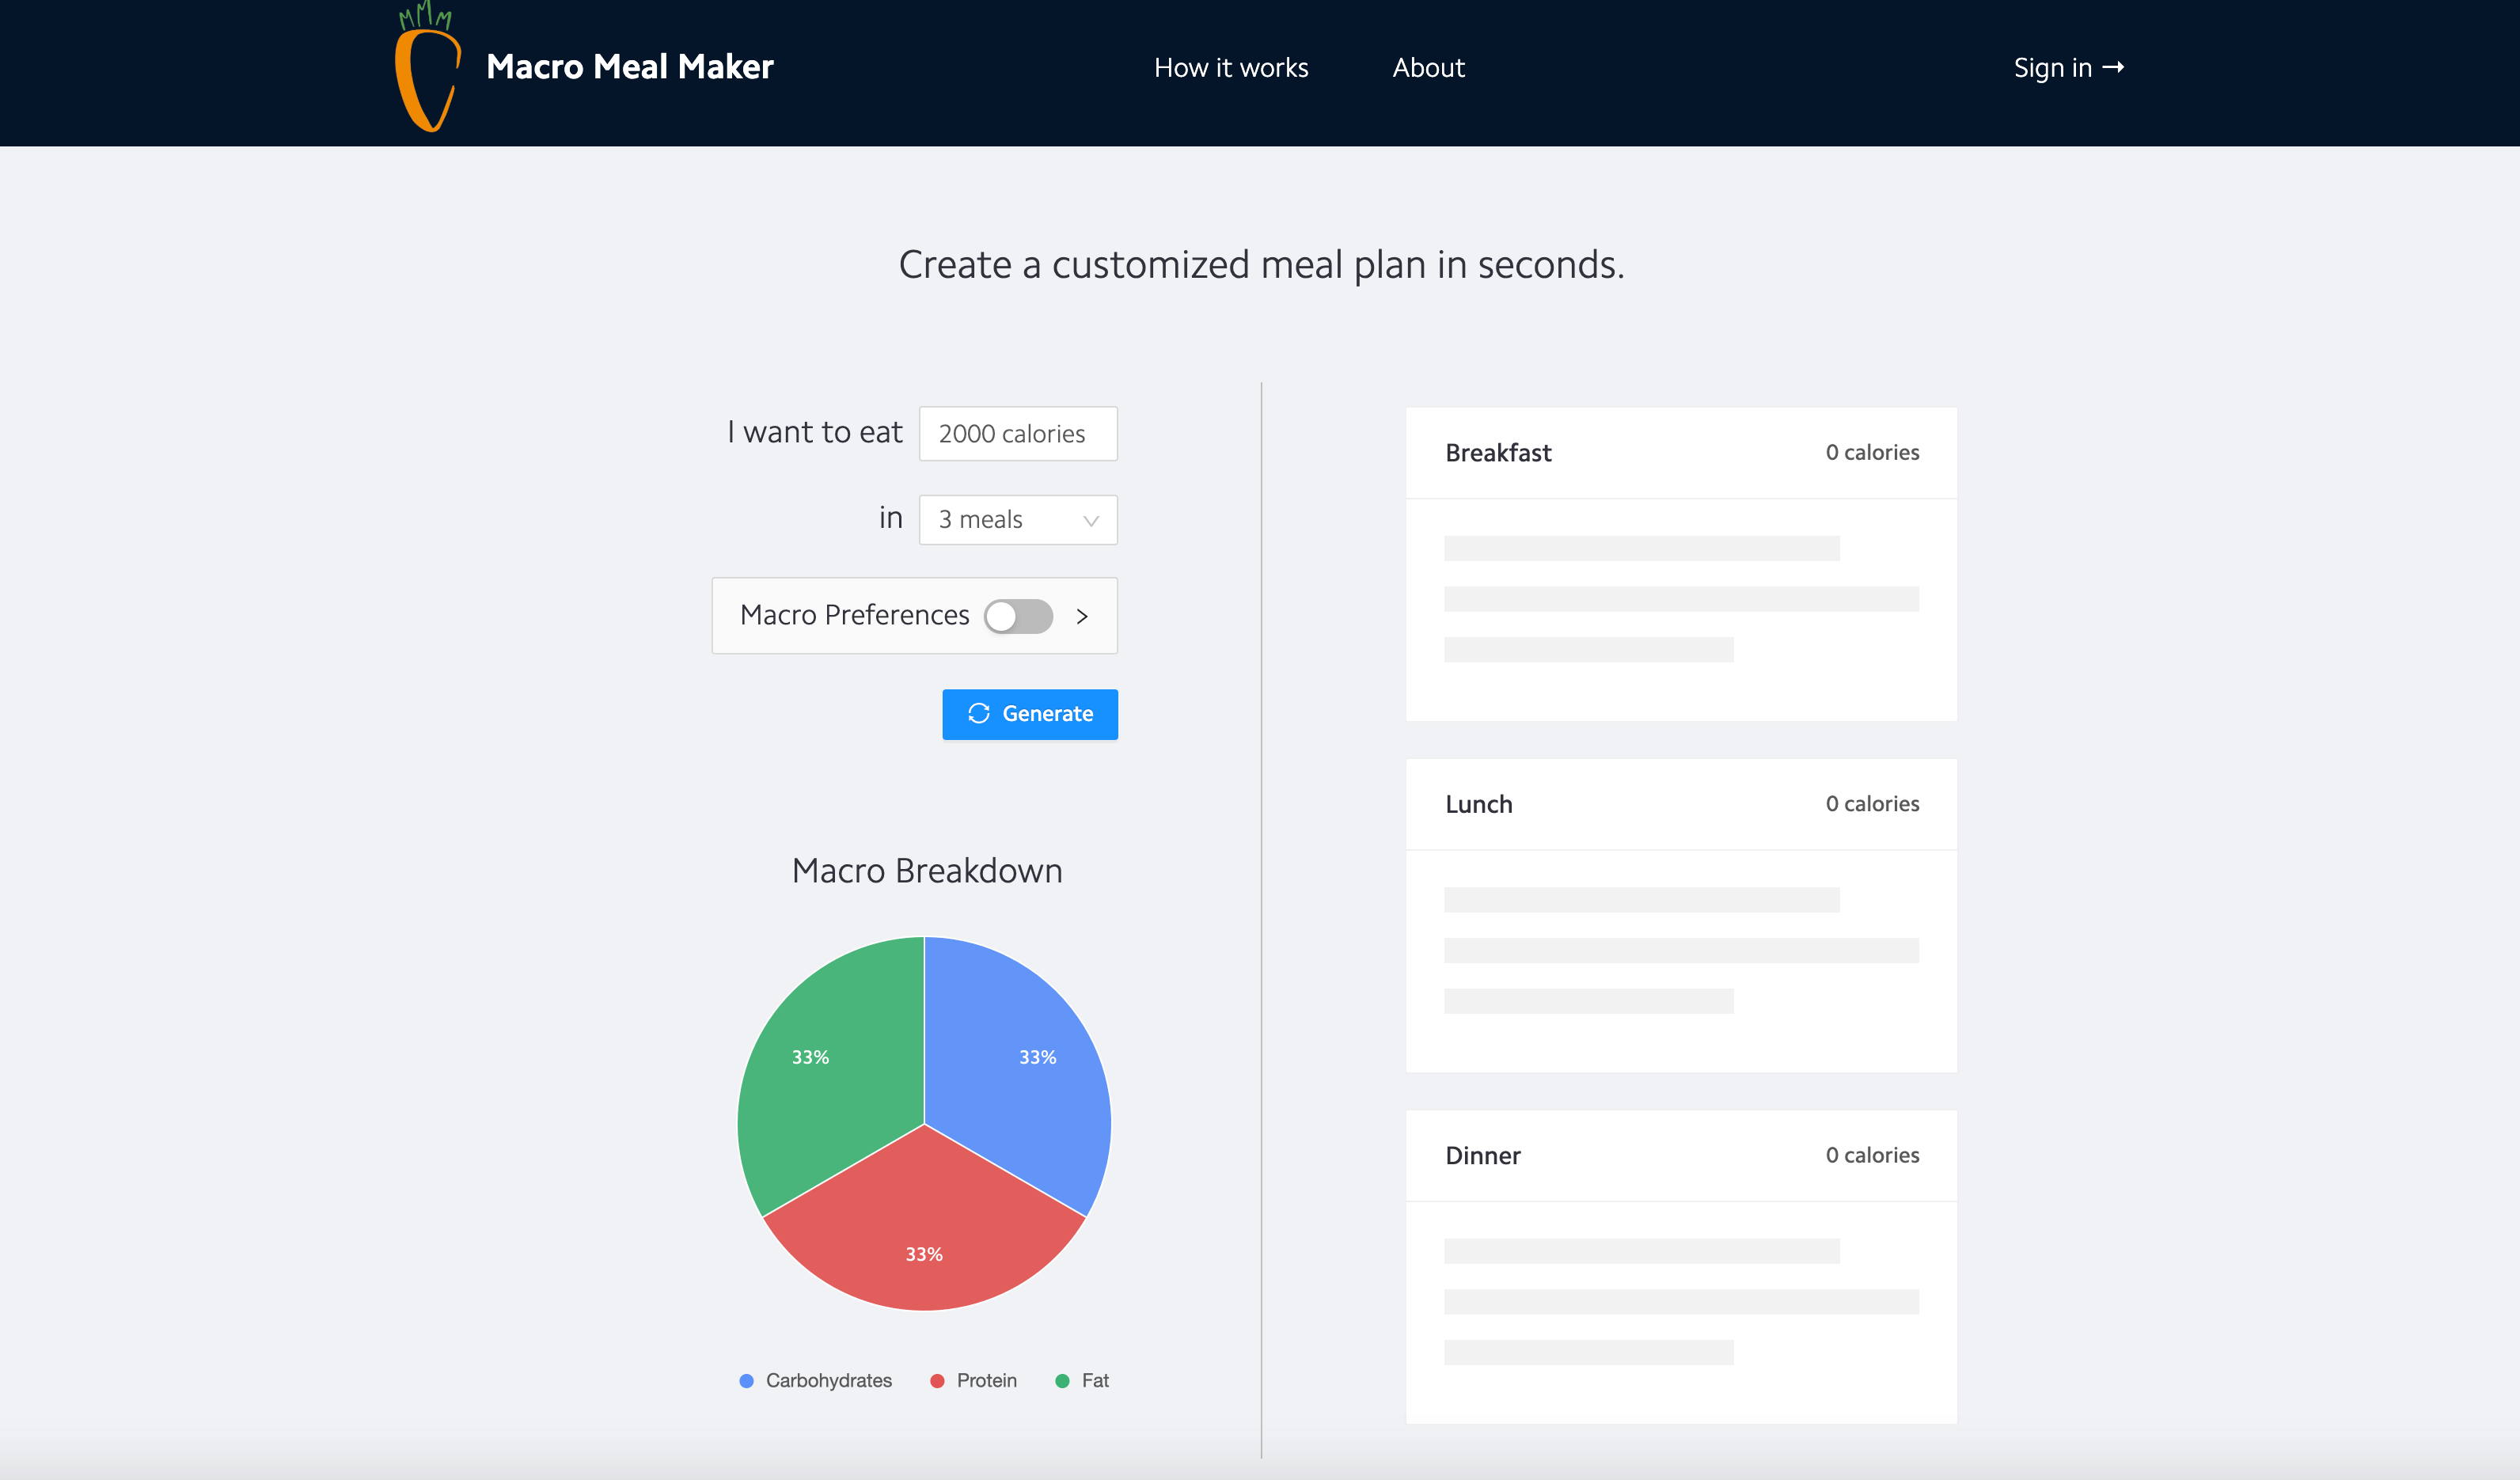 Macro Meal Maker
How it works
About
Sign in →
Create a customized meal plan in seconds.
I want to eat
2000 calories
in
3 meals
Macro Preferences
Generate
Macro Breakdown
33%
33%
33%
Carbohydrates
Protein
Fat
Breakfast
0 calories
Lunch
0 calories
Dinner
0 calories